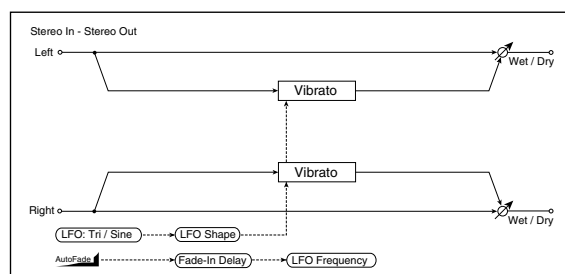 Stereo In - Stereo Out
Left
Wet / Dry
Vibrato
Vibrato
Right
Wet / Dry
LFO: Tri / Sine
LFO Shape
AutoFade
Fade-In Delay
LFO Frequency